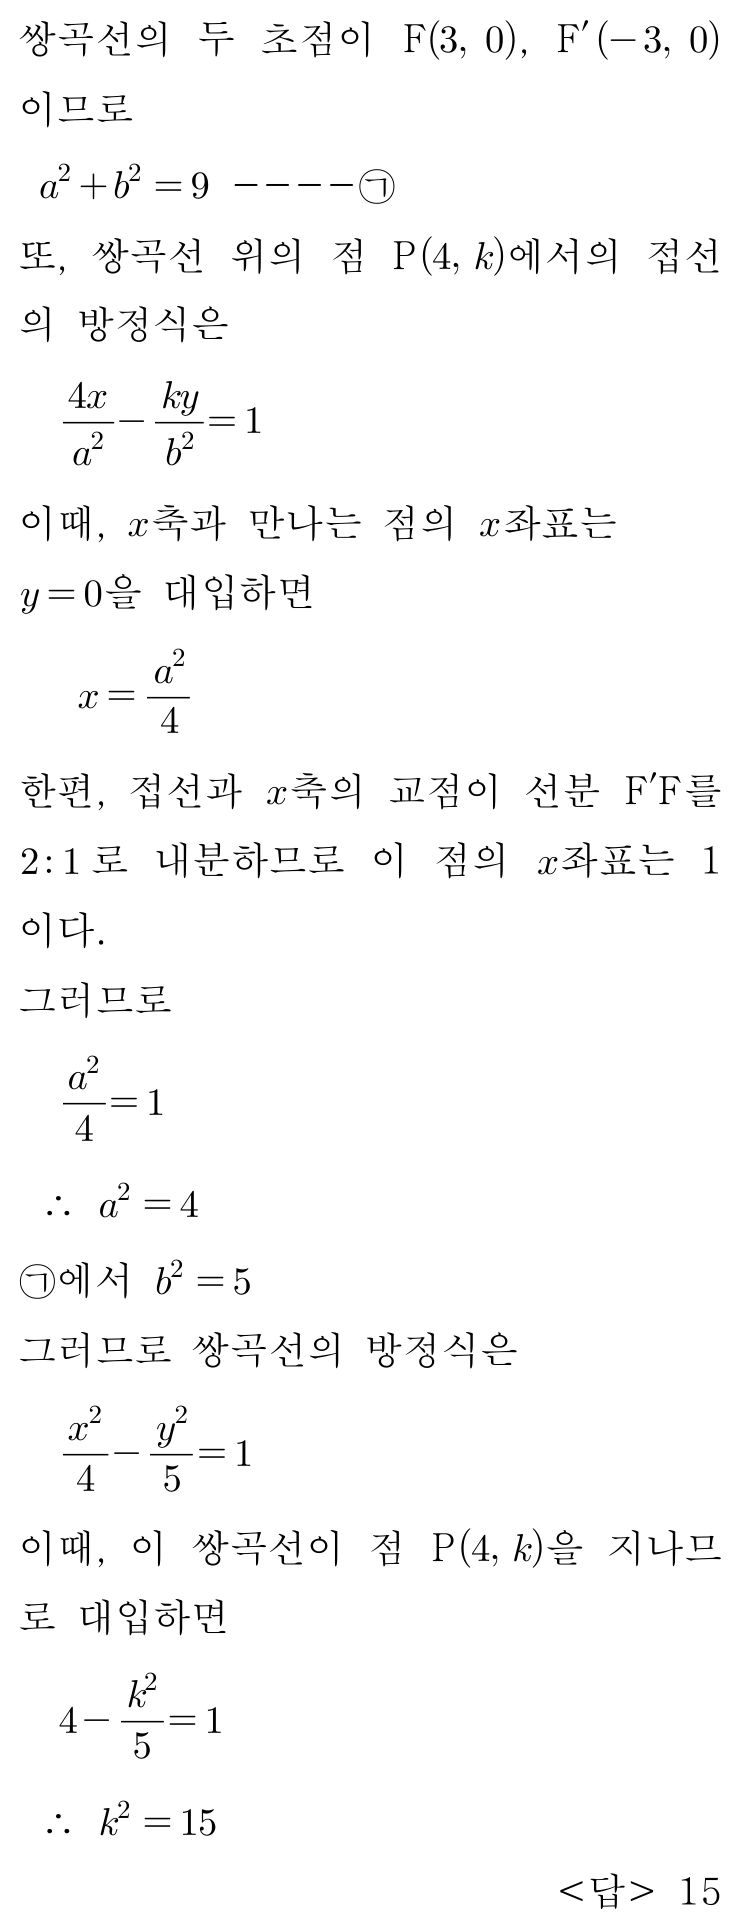 쌍곡선의 두 초점이 F(3, 0), F′(−3, 0)
이므로
a² + b² = 9 −−−−㉠
또, 쌍곡선 위의 점 P(4, k)에서의 접선
의 방정식은
4x/a² − ky/b² = 1
이때, x축과 만나는 점의 x좌표는
y = 0을 대입하면
x = a²/4
한편, 접선과 x축의 교점이 선분 F′F를
2:1로 내분하므로 이 점의 x좌표는 1
이다.
그러므로
a²/4 = 1
∴ a² = 4
㉠에서 b² = 5
그러므로 쌍곡선의 방정식은
x²/4 − y²/5 = 1
이때, 이 쌍곡선이 점 P(4, k)을 지나므
로 대입하면
4 − k²/5 = 1
∴ k² = 15
<답> 15